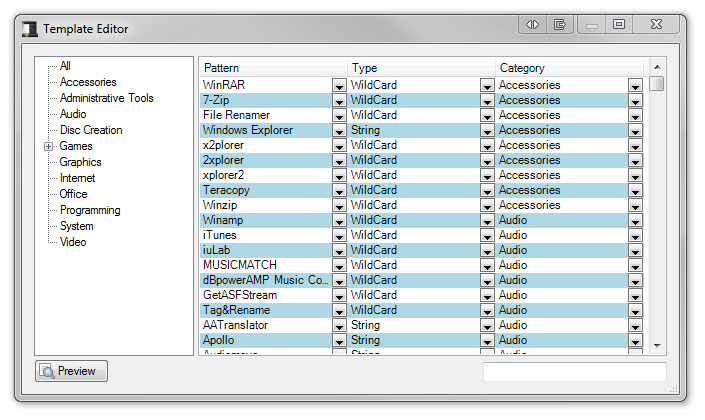 Template Editor
All
Accessories
Administrative Tools
Audio
Disc Creation
Games
Graphics
Internet
Office
Programming
System
Video
Pattern Type Category
WinRAR WildCard Accessories
7-Zip WildCard Accessories
File Renamer WildCard Accessories
Windows Explorer String Accessories
x2plorer WildCard Accessories
2xplorer WildCard Accessories
xplorer2 WildCard Accessories
Teracopy WildCard Accessories
Winzip WildCard Accessories
Winamp WildCard Audio
iTunes WildCard Audio
iuLab WildCard Audio
MUSICMATCH WildCard Audio
dBpowerAMP Music Co... WildCard Audio
GetASFStream WildCard Audio
Tag&Rename WildCard Audio
AATranslator String Audio
Apollo String Audio
String Audio
Preview